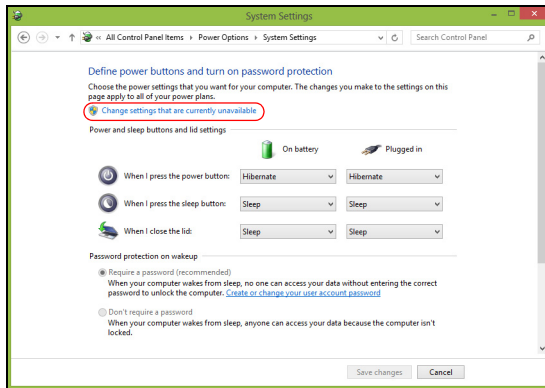 System Settings
« All Control Panel Items › Power Options › System Settings
Search Control Panel
Define power buttons and turn on password protection
Choose the power settings that you want for your computer. The changes you make to the settings on this
page apply to all of your power plans.
Change settings that are currently unavailable
Power and sleep buttons and lid settings
On battery Plugged in
When I press the power button: Hibernate Hibernate
When I press the sleep button: Sleep Sleep
When I close the lid: Sleep Sleep
Password protection on wakeup
Require a password (recommended)
When your computer wakes from sleep, no one can access your data without entering the correct
password to unlock the computer. Create or change your user account password
Don't require a password
When your computer wakes from sleep, anyone can access your data because the computer isn't
locked.
Save changes Cancel